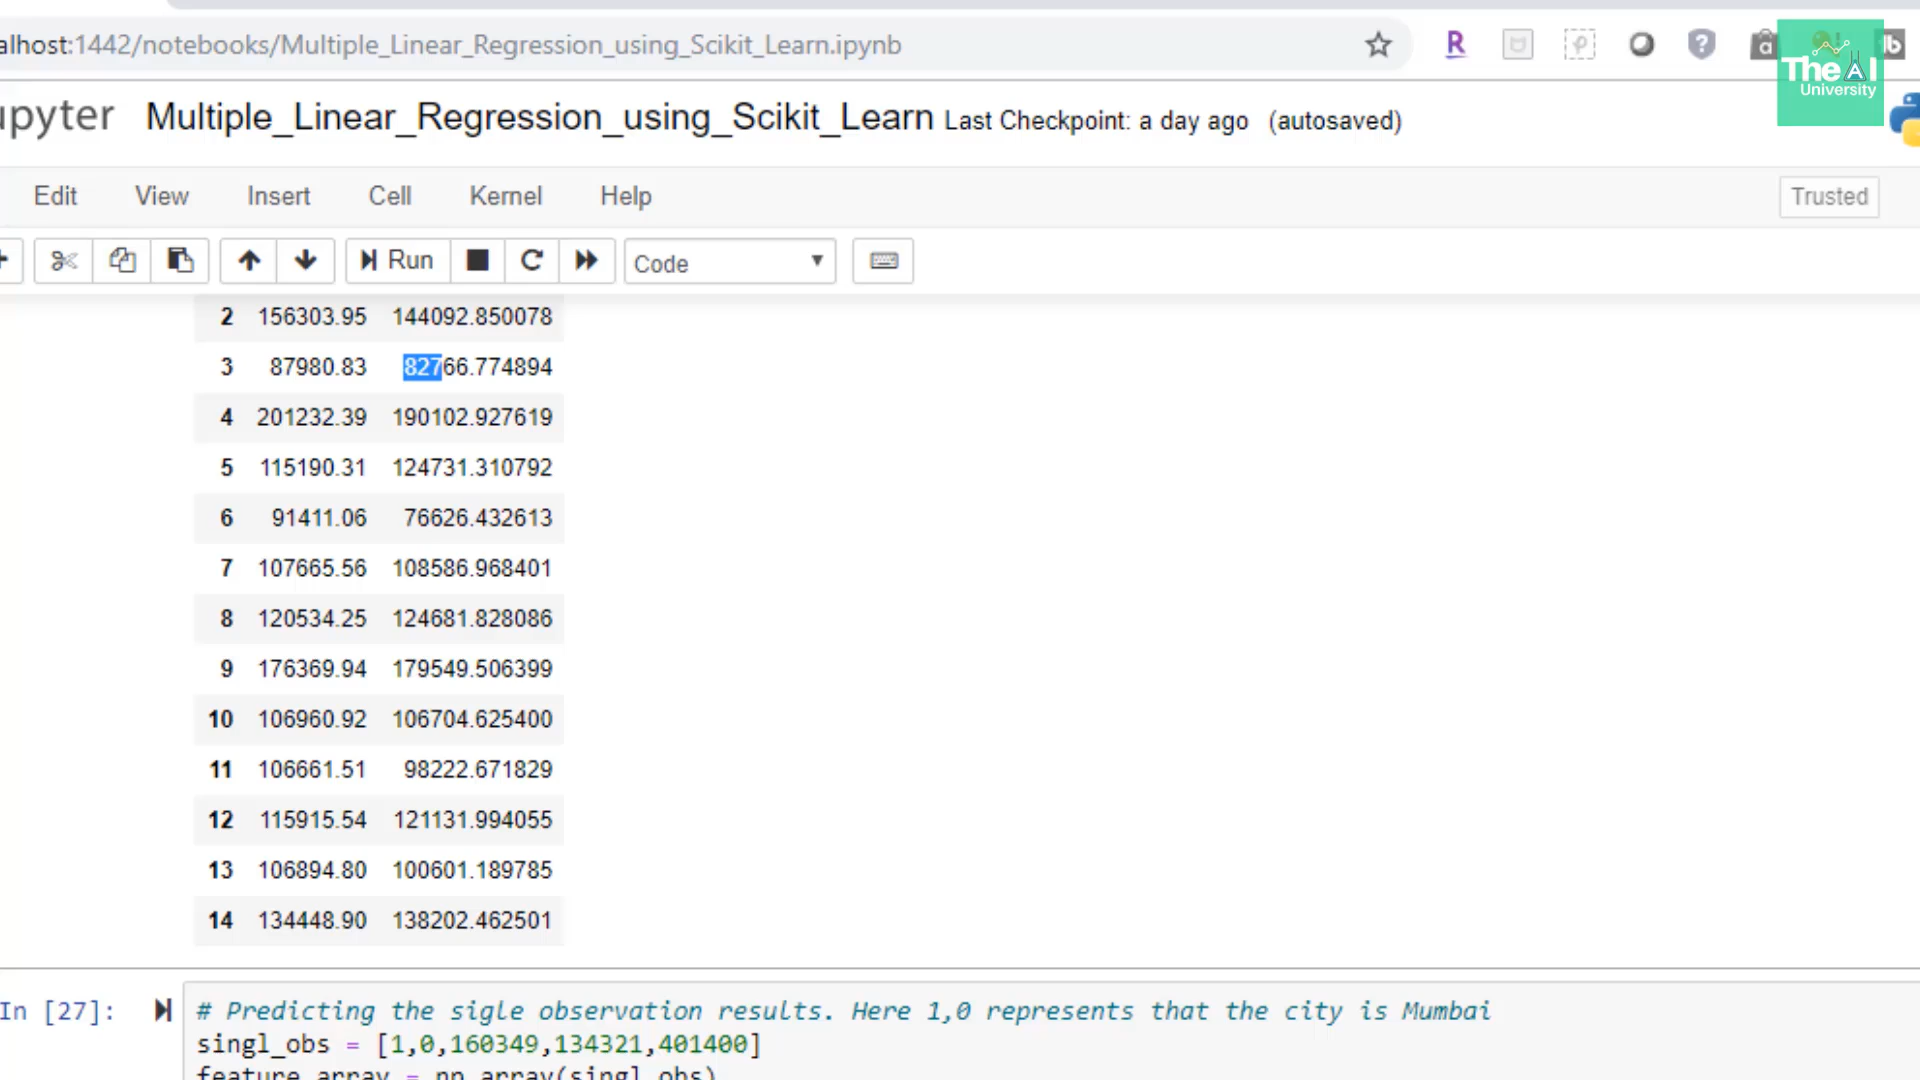 alhost:1442/notebooks/Multiple_Linear_Regression_using_Scikit_Learn.ipynb
R
The AI
University
upyter Multiple_Linear_Regression_using_Scikit_Learn Last Checkpoint: a day ago (autosaved)
Edit View Insert Cell Kernel Help Trusted
Run Code
2 156303.95 144092.850078
3 87980.83 82766.774894
4 201232.39 190102.927619
5 115190.31 124731.310792
6 91411.06 76626.432613
7 107665.56 108586.968401
8 120534.25 124681.828086
9 176369.94 179549.506399
10 106960.92 106704.625400
11 106661.51 98222.671829
12 115915.54 121131.994055
13 106894.80 100601.189785
14 134448.90 138202.462501
In [27]: # Predicting the sigle observation results. Here 1,0 represents that the city is Mumbai
singl_obs = [1,0,160349,134321,401400]
feature_array = np.array(singl_obs)